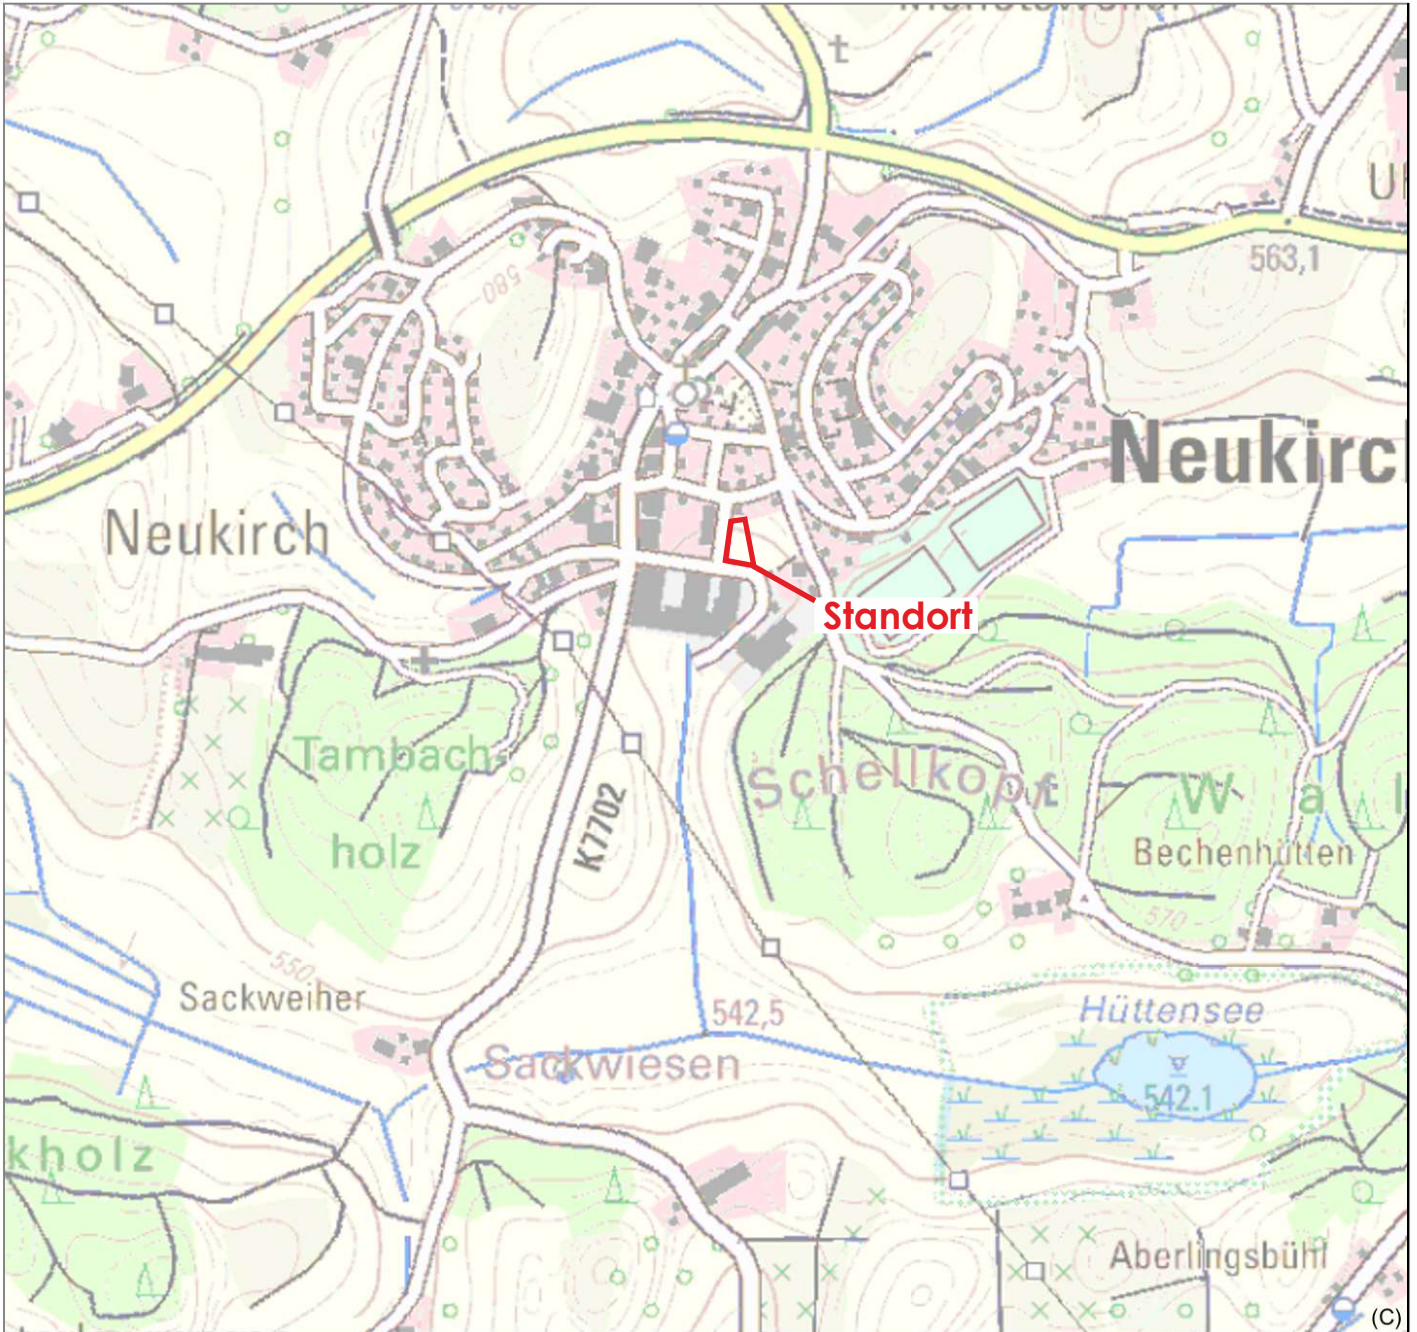 t
563,1
580
Neukirch
Neukirch
Standort
Tambach-
holz
Schellkopf
t
W a l
K7702
Bechenhütten
570
550
Sackweiher
542,5
Hüttensee
Sackwiesen
542.1
kholz
Aberlingsbühl
(C)